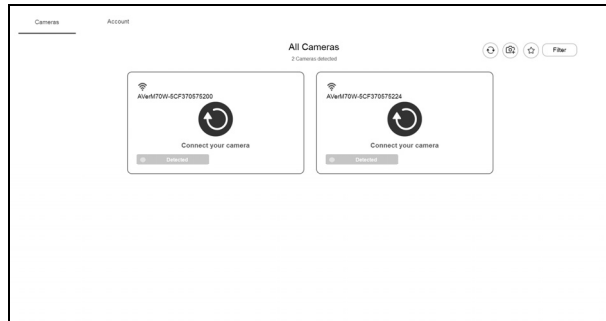 Cameras Account
All Cameras
2 Cameras detected
Filter
AVerM70W-5CF370575200
Connect your camera
Detected
AVerM70W-5CF370575224
Connect your camera
Detected